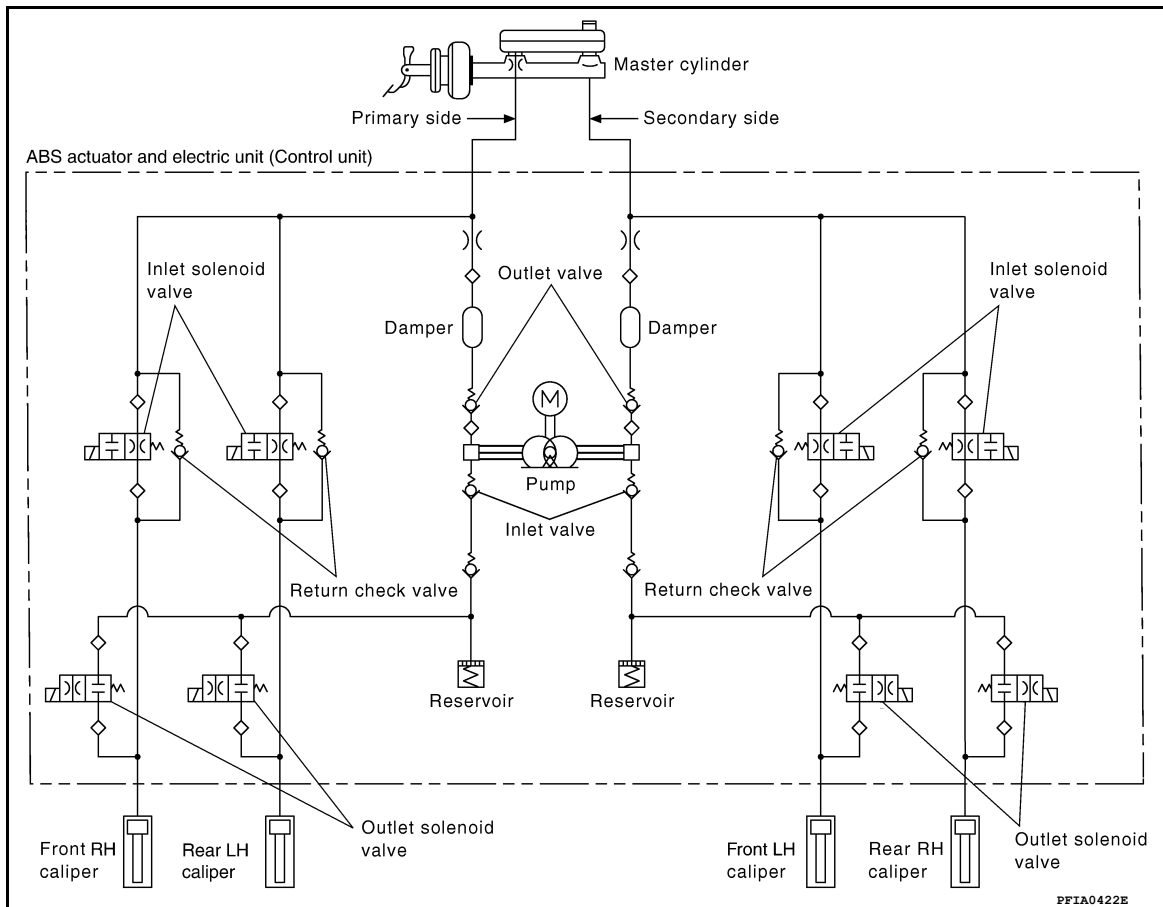 Master cylinder
Primary side
Secondary side
ABS actuator and electric unit (Control unit)
Inlet solenoid
valve
Outlet valve
Inlet solenoid
valve
Damper
Damper
M
Pump
Inlet valve
Return check valve
Return check valve
Reservoir
Reservoir
Front RH
caliper
Rear LH
caliper
Outlet solenoid
valve
Front LH
caliper
Rear RH
caliper
Outlet solenoid
valve
PFIA0422E